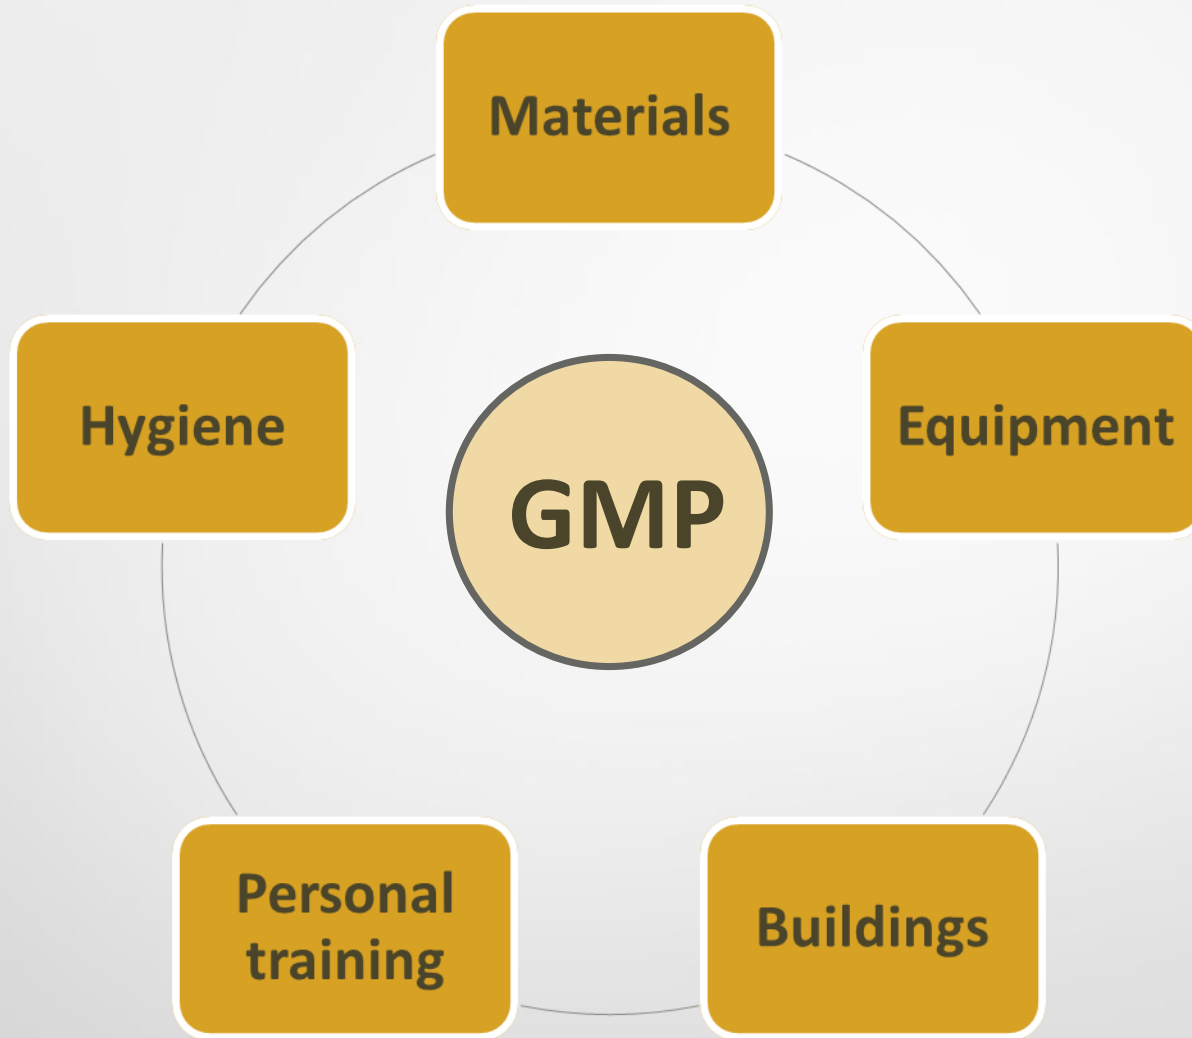 Materials
Hygiene
Equipment
GMP
Personal
training
Buildings